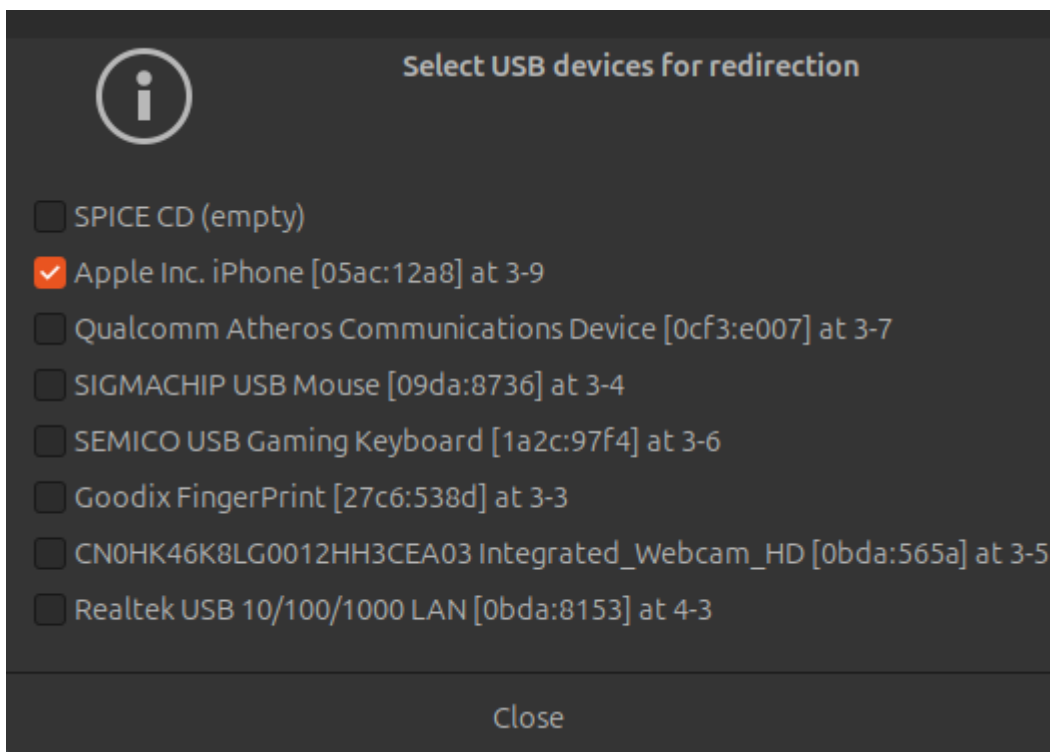 Select USB devices for redirection
SPICE CD (empty)
Apple Inc. iPhone [05ac:12a8] at 3-9
Qualcomm Atheros Communications Device [0cf3:e007] at 3-7
SIGMACHIP USB Mouse [09da:8736] at 3-4
SEMICO USB Gaming Keyboard [1a2c:97f4] at 3-6
Goodix FingerPrint [27c6:538d] at 3-3
CN0HK46K8LG0012HH3CEA03 Integrated_Webcam_HD [0bda:565a] at 3-5
Realtek USB 10/100/1000 LAN [0bda:8153] at 4-3
Close